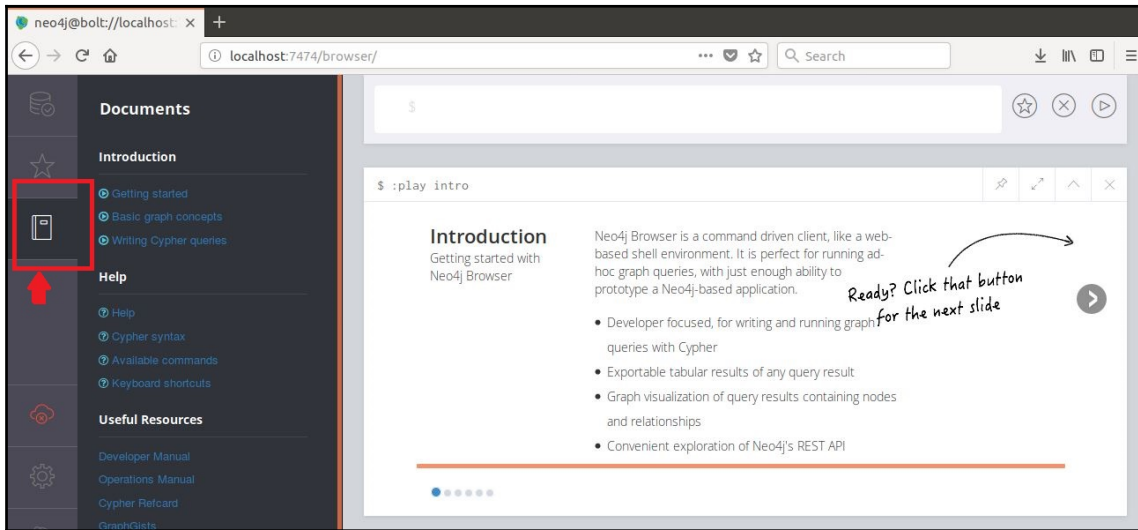 neo4j@bolt://localhost:
localhost:7474/browser/
Search
Documents
Introduction
Getting started
Basic graph concepts
Writing Cypher queries
Help
Help
Cypher syntax
Available commands
Keyboard shortcuts
Useful Resources
Developer Manual
Operations Manual
Cypher Refcard
GraphGists
$
$ :play intro
Introduction
Getting started with
Neo4j Browser
Neo4j Browser is a command driven client, like a web-
based shell environment. It is perfect for running ad-
hoc graph queries, with just enough ability to
prototype a Neo4j-based application.
• Developer focused, for writing and running graph
queries with Cypher
• Exportable tabular results of any query result
• Graph visualization of query results containing nodes
and relationships
• Convenient exploration of Neo4j's REST API
Ready? Click that button
for the next slide